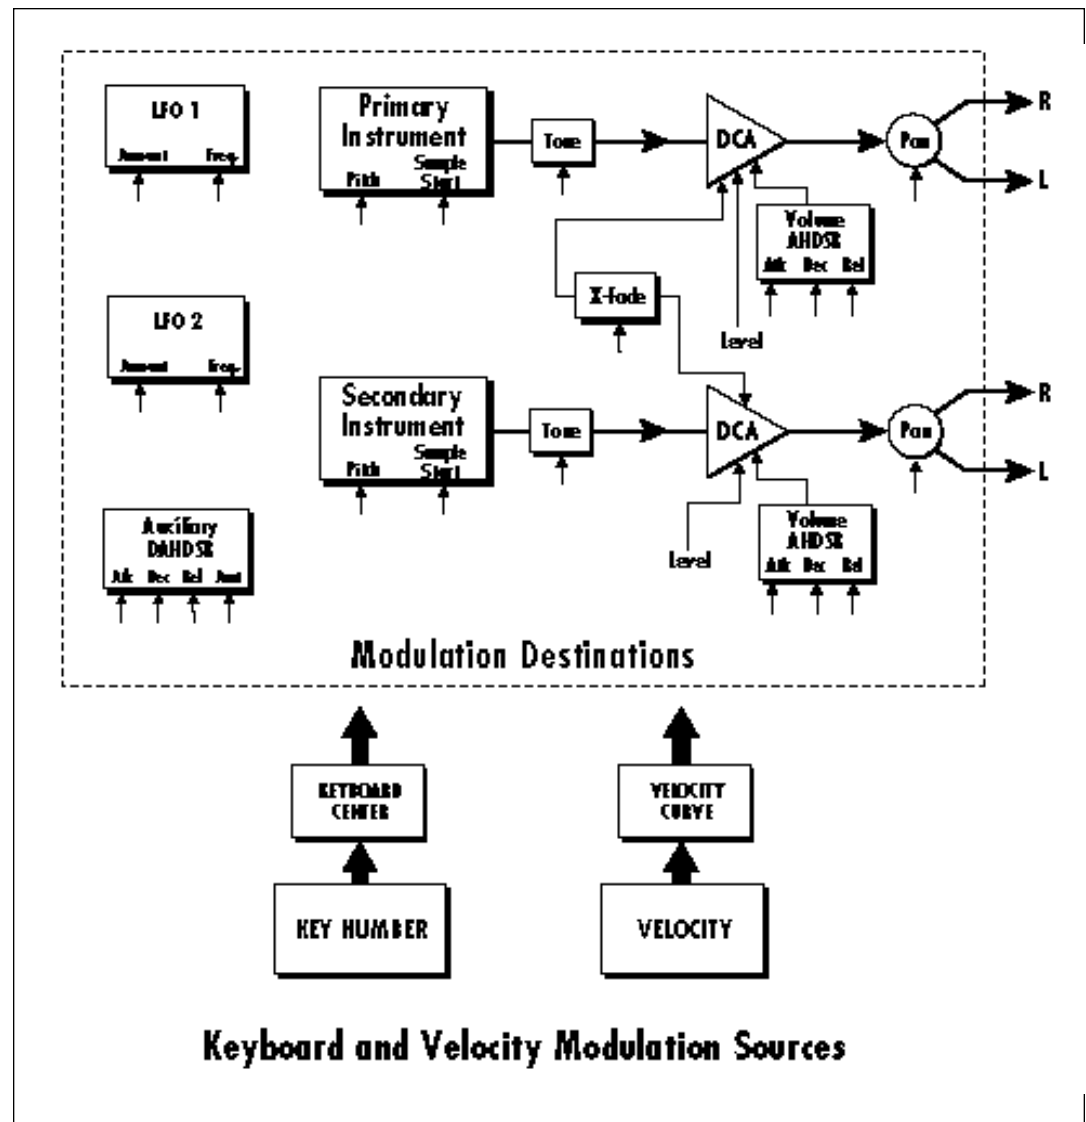 LFO 1
Amount Freq.
Primary
Instrument
Sample
Pitch Start
Tone
DCA
Pan
R
L
Volume
AHDSR
Atk Dec Rel
X-fade
Level
LFO 2
Amount Freq.
Secondary
Instrument
Sample
Pitch Start
Tone
DCA
Pan
R
L
Volume
AHDSR
Atk Dec Rel
Level
Auxiliary
DAHDSR
Atk Dec Rel Amt
Modulation Destinations
KEYBOARD
CENTER
VELOCITY
CURVE
KEY NUMBER
VELOCITY
Keyboard and Velocity Modulation Sources